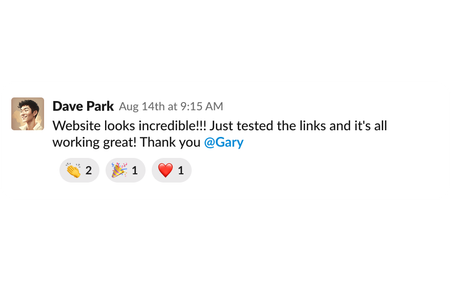 Dave Park Aug 14th at 9:15 AM
Website looks incredible!!! Just tested the links and it's all
working great! Thank you @Gary
2 1 1